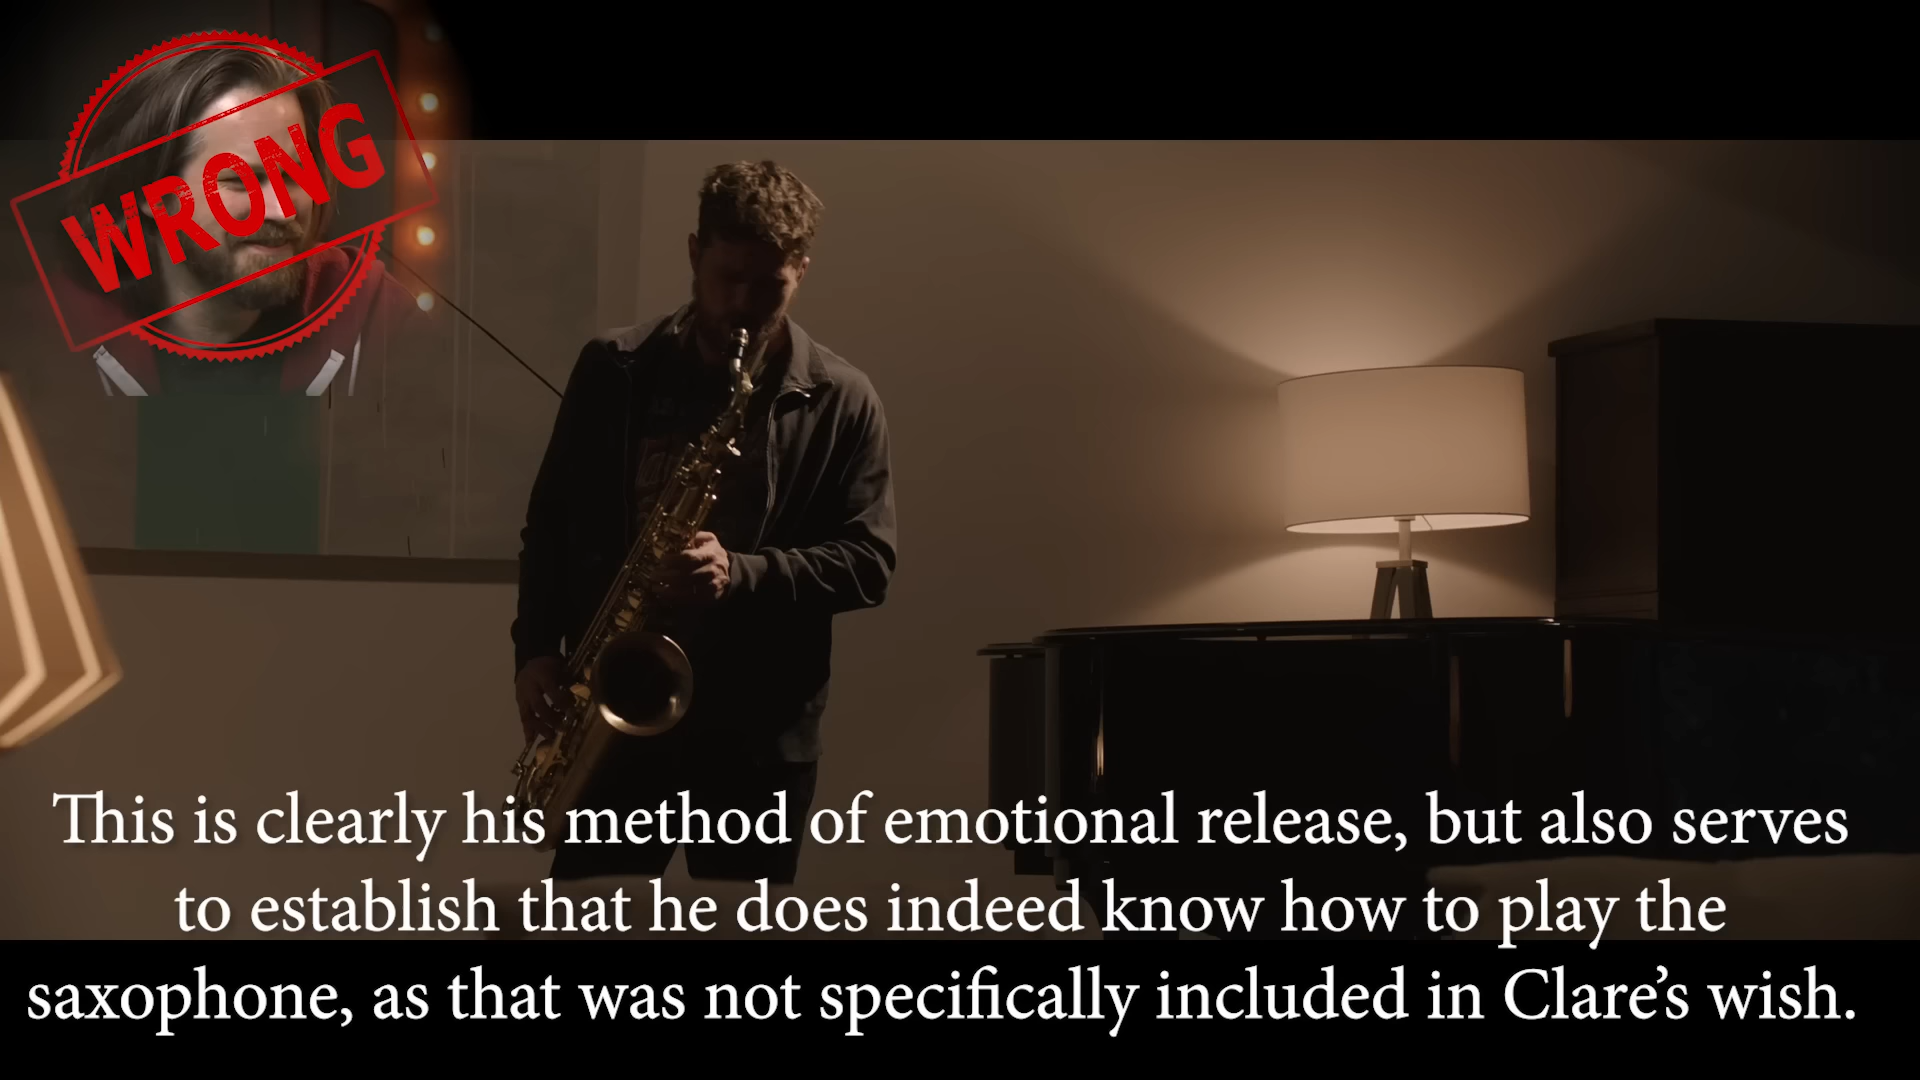 WRONG
This is clearly his method of emotional release, but also serves
to establish that he does indeed know how to play the
saxophone, as that was not specifically included in Clare’s wish.